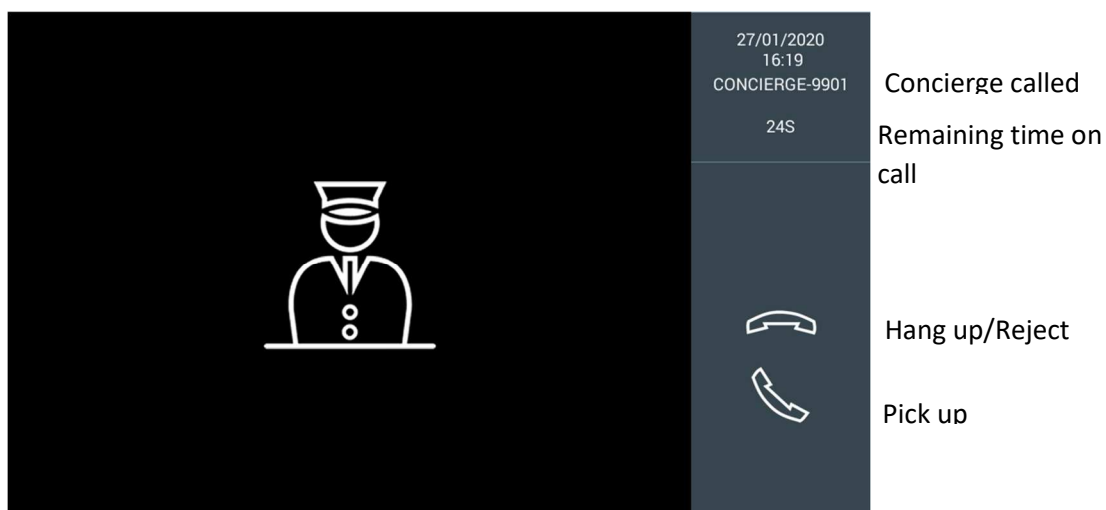 27/01/2020
16:19
CONCIERGE-9901
24S
Concierge called
Remaining time on
call
Hang up/Reject
Pick up